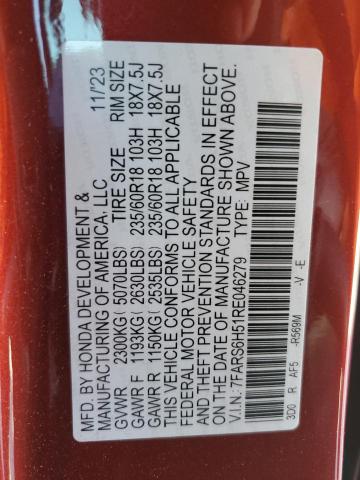 MFD. BY HONDA DEVELOPMENT &
MANUFACTURING OF AMERICA, LLC 11/23
TIRE SIZE RIM SIZE
GVWR 2300KG (5070LBS)
GAWR F 1193KG (2630LBS) 235/60R18 103H 18X7.5J
GAWR R 1150KG (2535LBS) 235/60R18 103H 18X7.5J
THIS VEHICLE CONFORMS TO ALL APPLICABLE
FEDERAL MOTOR VEHICLE SAFETY
AND THEFT PREVENTION STANDARDS IN EFFECT
ON THE DATE OF MANUFACTURE SHOWN ABOVE.
V.I.N.: 7FARS6H51RE046279 TYPE: MPV
3D0 R AF5 -R569M -V -E